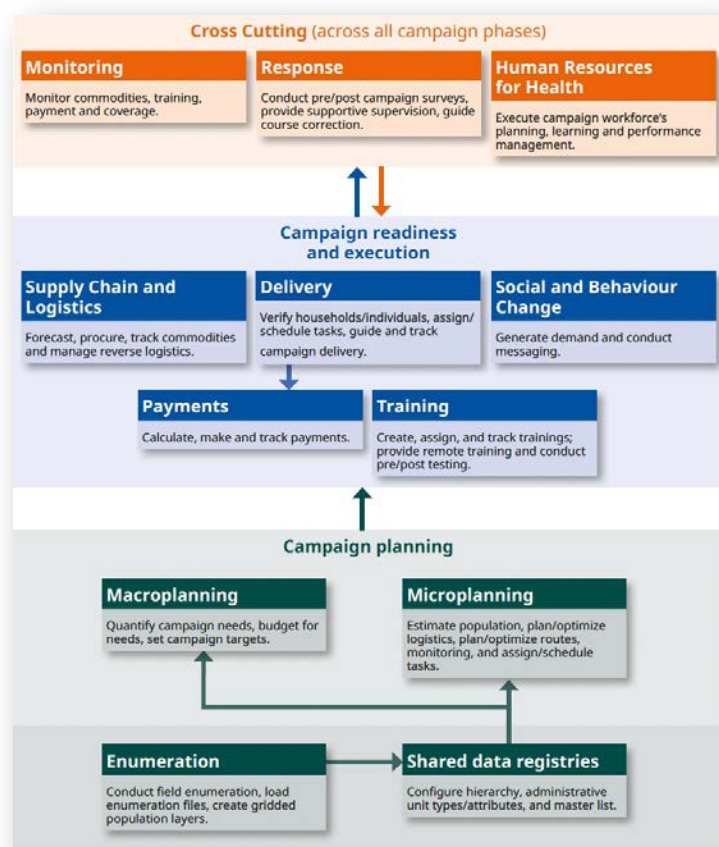 Cross Cutting (across all campaign phases)
Monitoring
Monitor commodities, training,
payment and coverage.
Response
Conduct pre/post campaign surveys,
provide supportive supervision, guide
course correction.
Human Resources
for Health
Execute campaign workforce's
planning, learning and performance
management.
Campaign readiness
and execution
Supply Chain and
Logistics
Forecast, procure, track commodities
and manage reverse logistics.
Delivery
Verify households/individuals, assign/
schedule tasks, guide and track
campaign delivery.
Social and Behaviour
Change
Generate demand and conduct
messaging.
Payments
Calculate, make and track payments.
Training
Create, assign, and track trainings;
provide remote training and conduct
pre/post testing.
Campaign planning
Macroplanning
Quantify campaign needs, budget for
needs, set campaign targets.
Microplanning
Estimate population, plan/optimize
logistics, plan/optimize routes,
monitoring, and assign/schedule
tasks.
Enumeration
Conduct field enumeration, load
enumeration files, create gridded
population layers.
Shared data registries
Configure hierarchy, administrative
unit types/attributes, and master list.